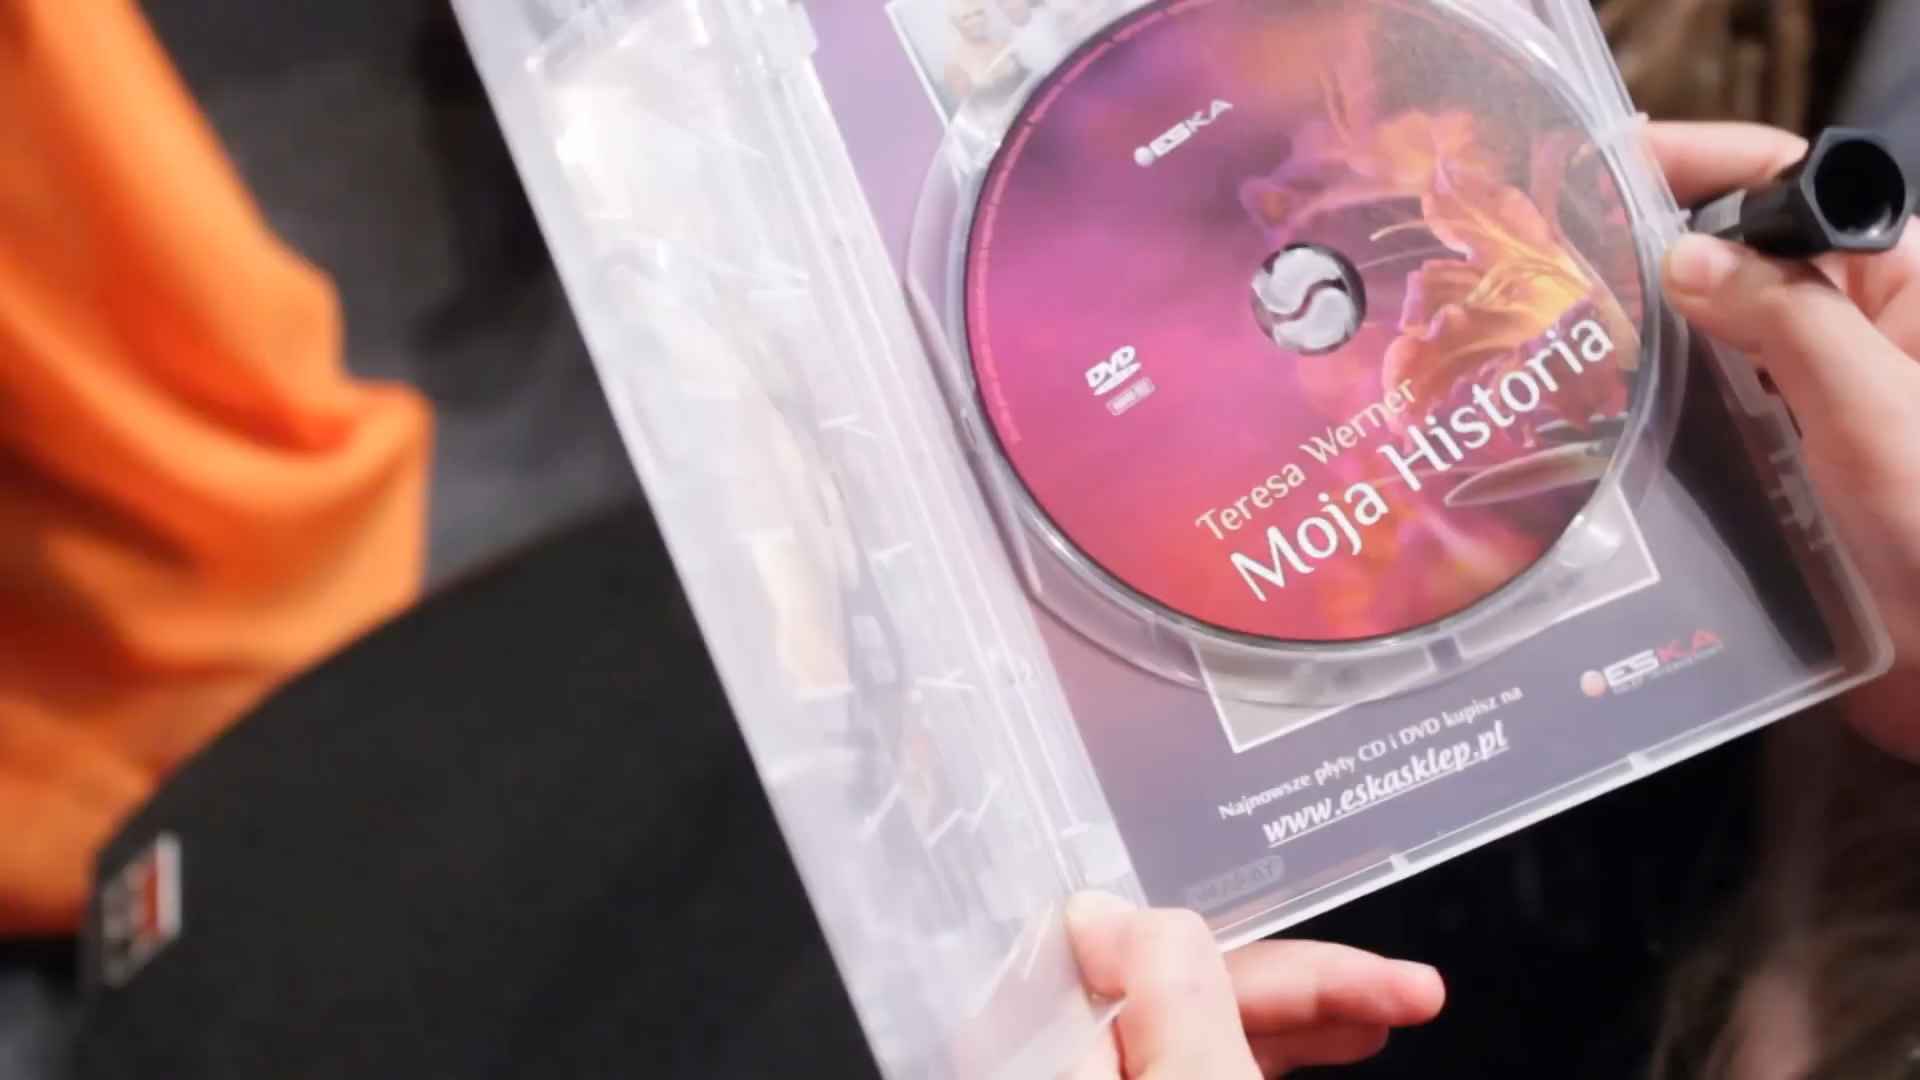 ESKA
DVD
Teresa Werner
Moja Historia
ESKA
Najnowsze płyty CD i DVD kupisz na
www.eskasklep.pl